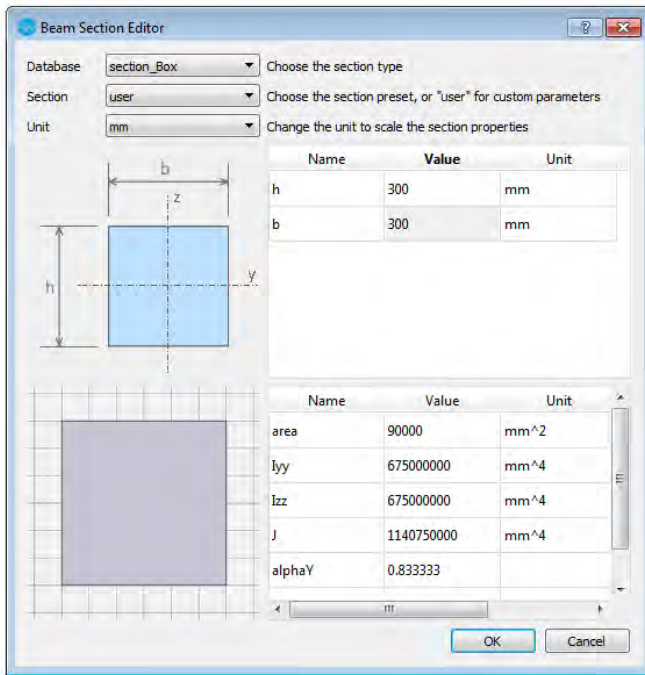 Beam Section Editor
Database section_Box Choose the section type
Section user Choose the section preset, or "user" for custom parameters
Unit mm Change the unit to scale the section properties
b
z
y
h
Name Value Unit
h 300 mm
b 300 mm
Name Value Unit
area 90000 mm^2
Iyy 675000000 mm^4
Izz 675000000 mm^4
J 1140750000 mm^4
alphaY 0.833333
OK Cancel